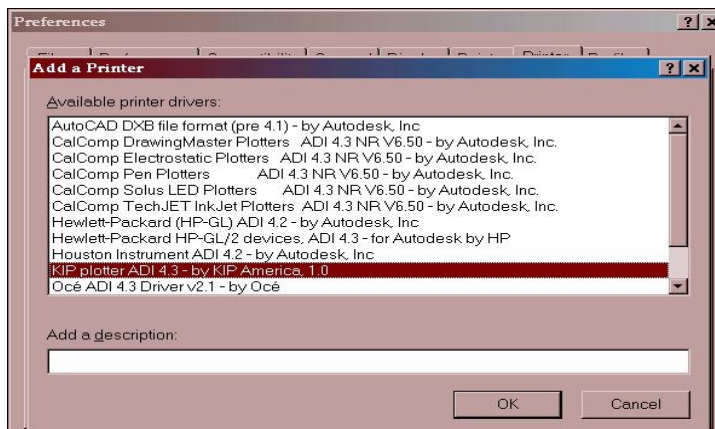 Preferences
Printer
Add a Printer
Available printer drivers:
AutoCAD DXB file format (pre 4.1) - by Autodesk, Inc
CalComp DrawingMaster Plotters ADI 4.3 NR V6.50 - by Autodesk, Inc.
CalComp Electrostatic Plotters ADI 4.3 NR V6.50 - by Autodesk, Inc.
CalComp Pen Plotters ADI 4.3 NR V6.50 - by Autodesk, Inc.
CalComp Solus LED Plotters ADI 4.3 NR V6.50 - by Autodesk, Inc.
CalComp TechJET InkJet Plotters ADI 4.3 NR V6.50 - by Autodesk, Inc.
Hewlett-Packard (HP-GL) ADI 4.2 - by Autodesk, Inc
Hewlett-Packard HP-GL/2 devices, ADI 4.3 - for Autodesk by HP
Houston Instrument ADI 4.2 - by Autodesk, Inc
KIP plotter ADI 4.3 - by KIP America, 1.0
Océ ADI 4.3 Driver v2.1 - by Océ
Add a description:
OK Cancel